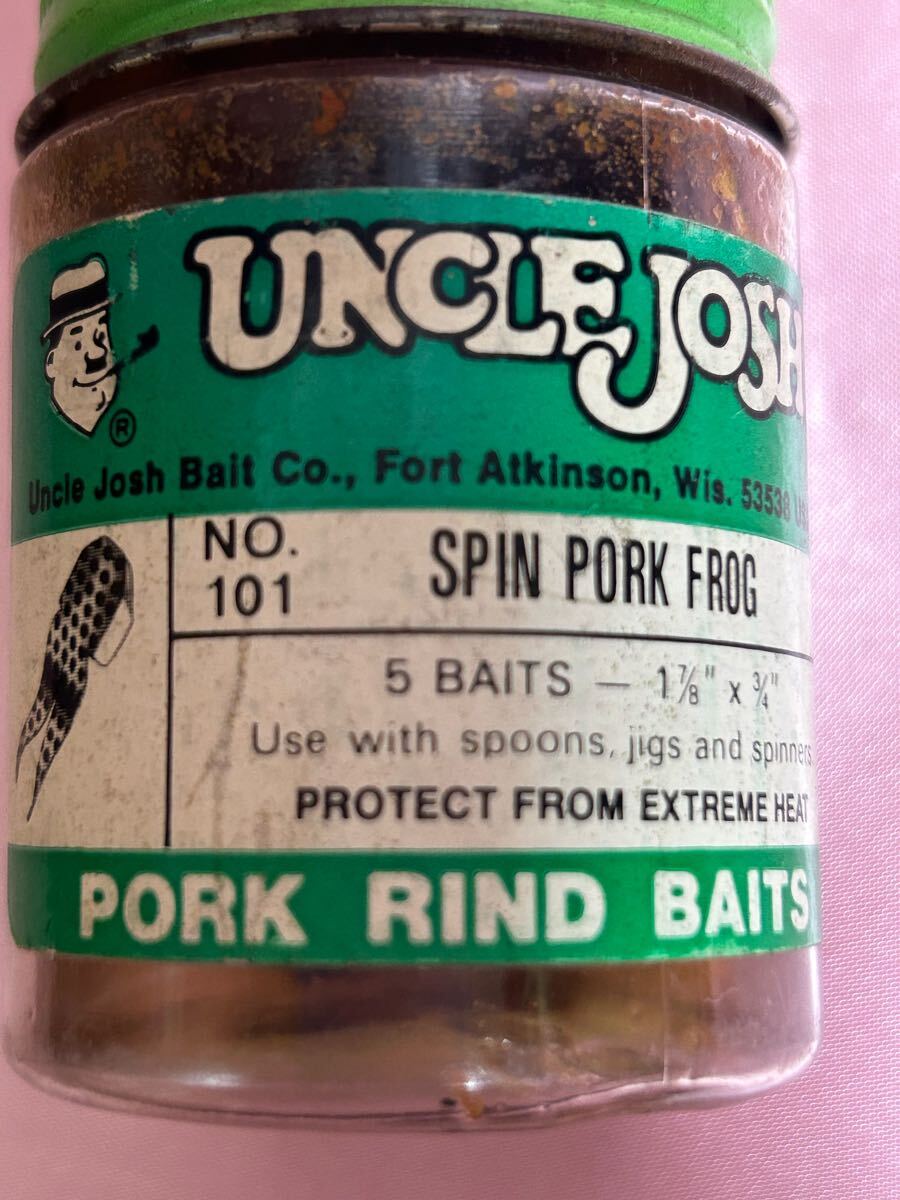 UNCLE JOSH
®
Uncle Josh Bait Co., Fort Atkinson, Wis. 53538
NO.
101
SPIN PORK FROG
5 BAITS — 1⅞" x ¾"
Use with spoons, jigs and spinners
PROTECT FROM EXTREME HEAT
PORK RIND BAITS